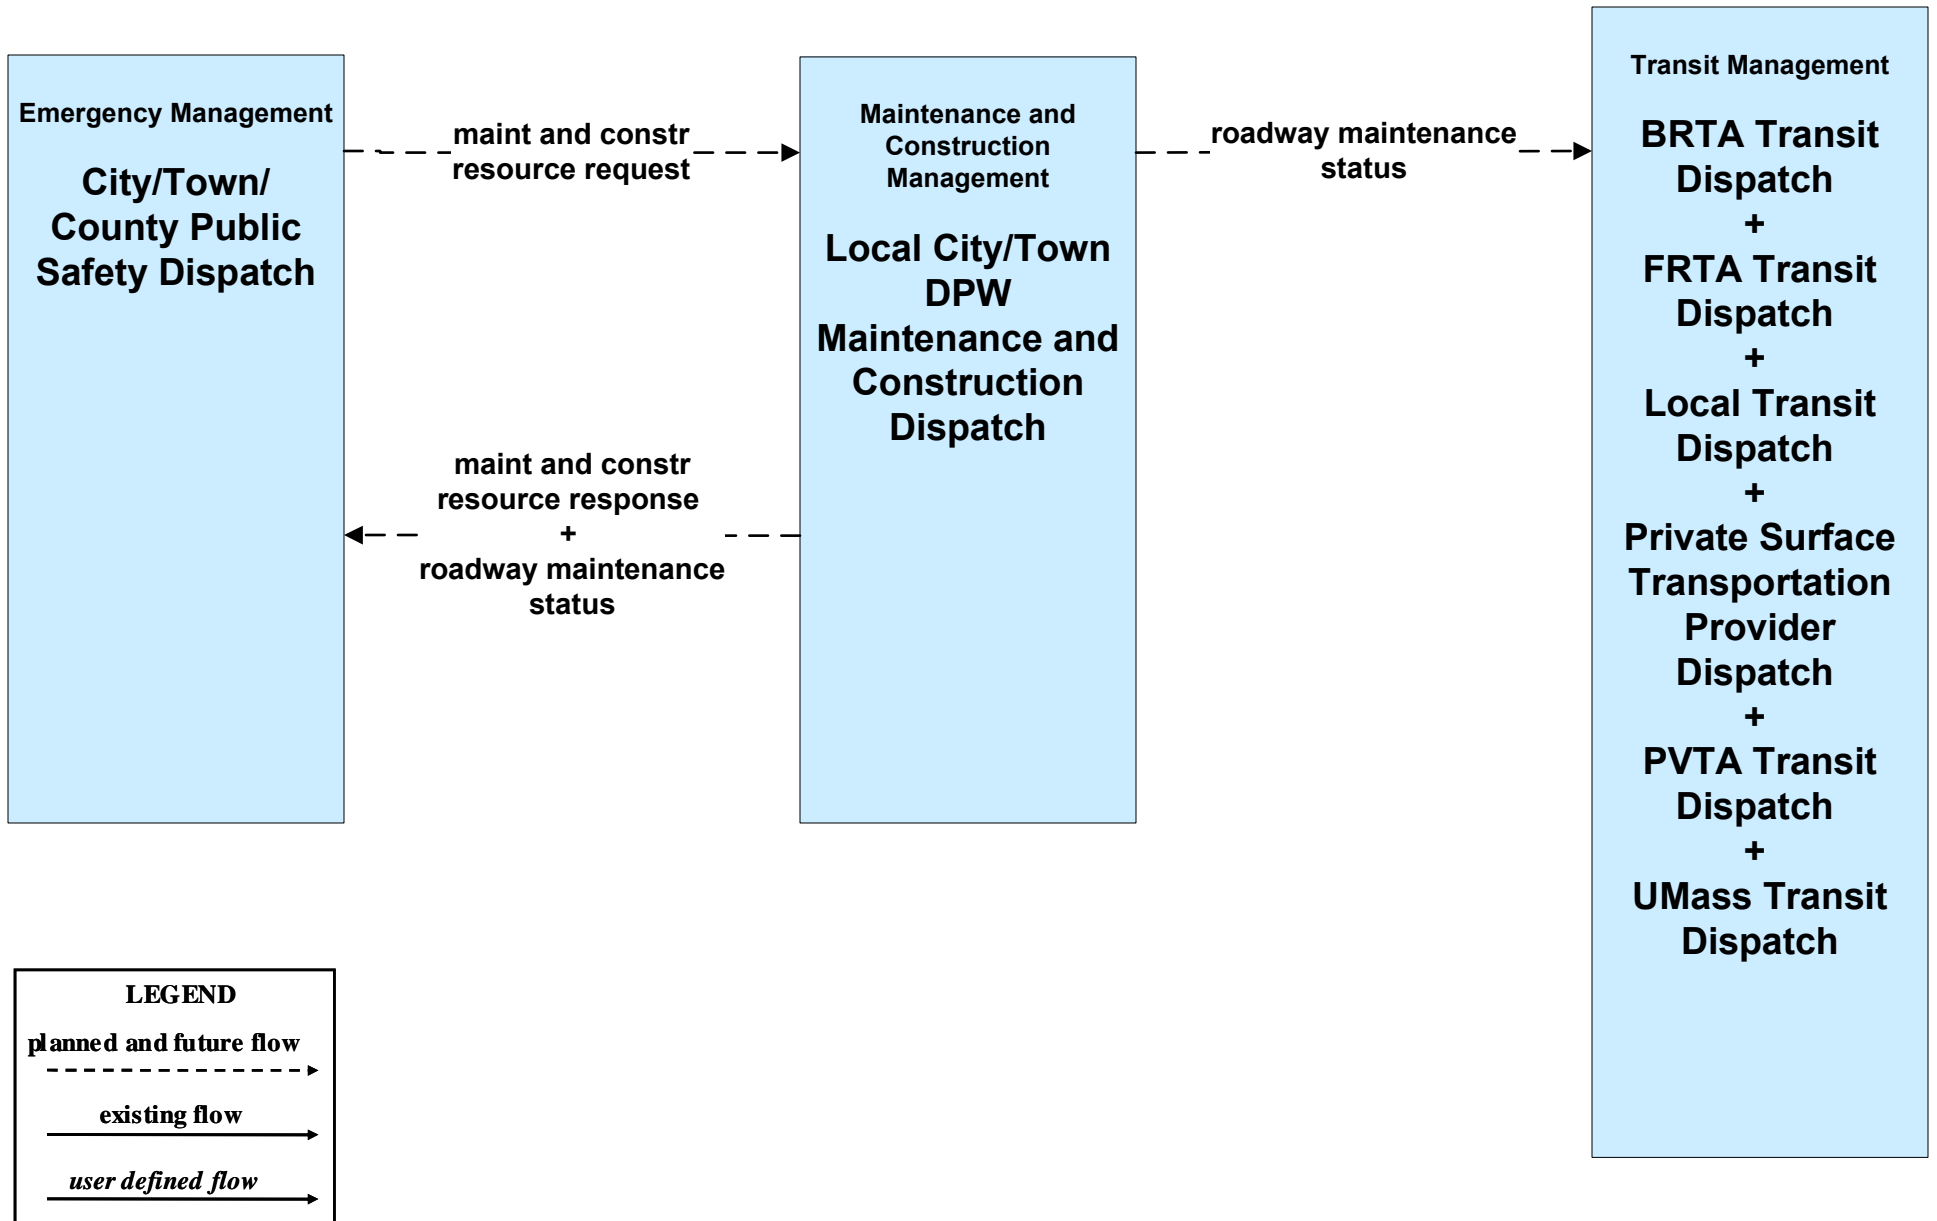 Emergency Management
City/Town/
County Public
Safety Dispatch
maint and constr
resource request
maint and constr
resource response
+
roadway maintenance
status
Maintenance and
Construction
Management
Local City/Town
DPW
Maintenance and
Construction
Dispatch
roadway maintenance
status
Transit Management
BRTA Transit
Dispatch
+
FRTA Transit
Dispatch
+
Local Transit
Dispatch
+
Private Surface
Transportation
Provider
Dispatch
+
PVTA Transit
Dispatch
+
UMass Transit
Dispatch
LEGEND
planned and future flow
existing flow
user defined flow